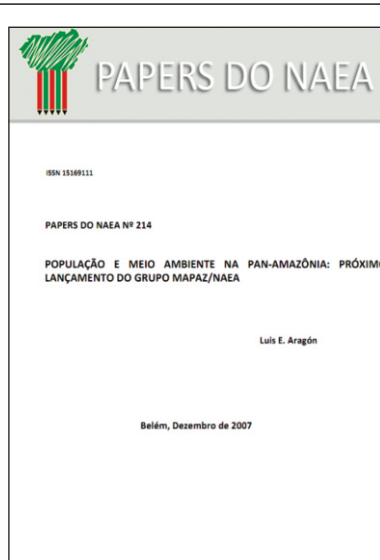 PAPERS DO NAEA
ISSN 15169111
PAPERS DO NAEA Nº 214
POPULAÇÃO E MEIO AMBIENTE NA PAN-AMAZÔNIA: PRÓXIMO
LANÇAMENTO DO GRUPO MAPAZ/NAEA
Luis E. Aragón
Belém, Dezembro de 2007